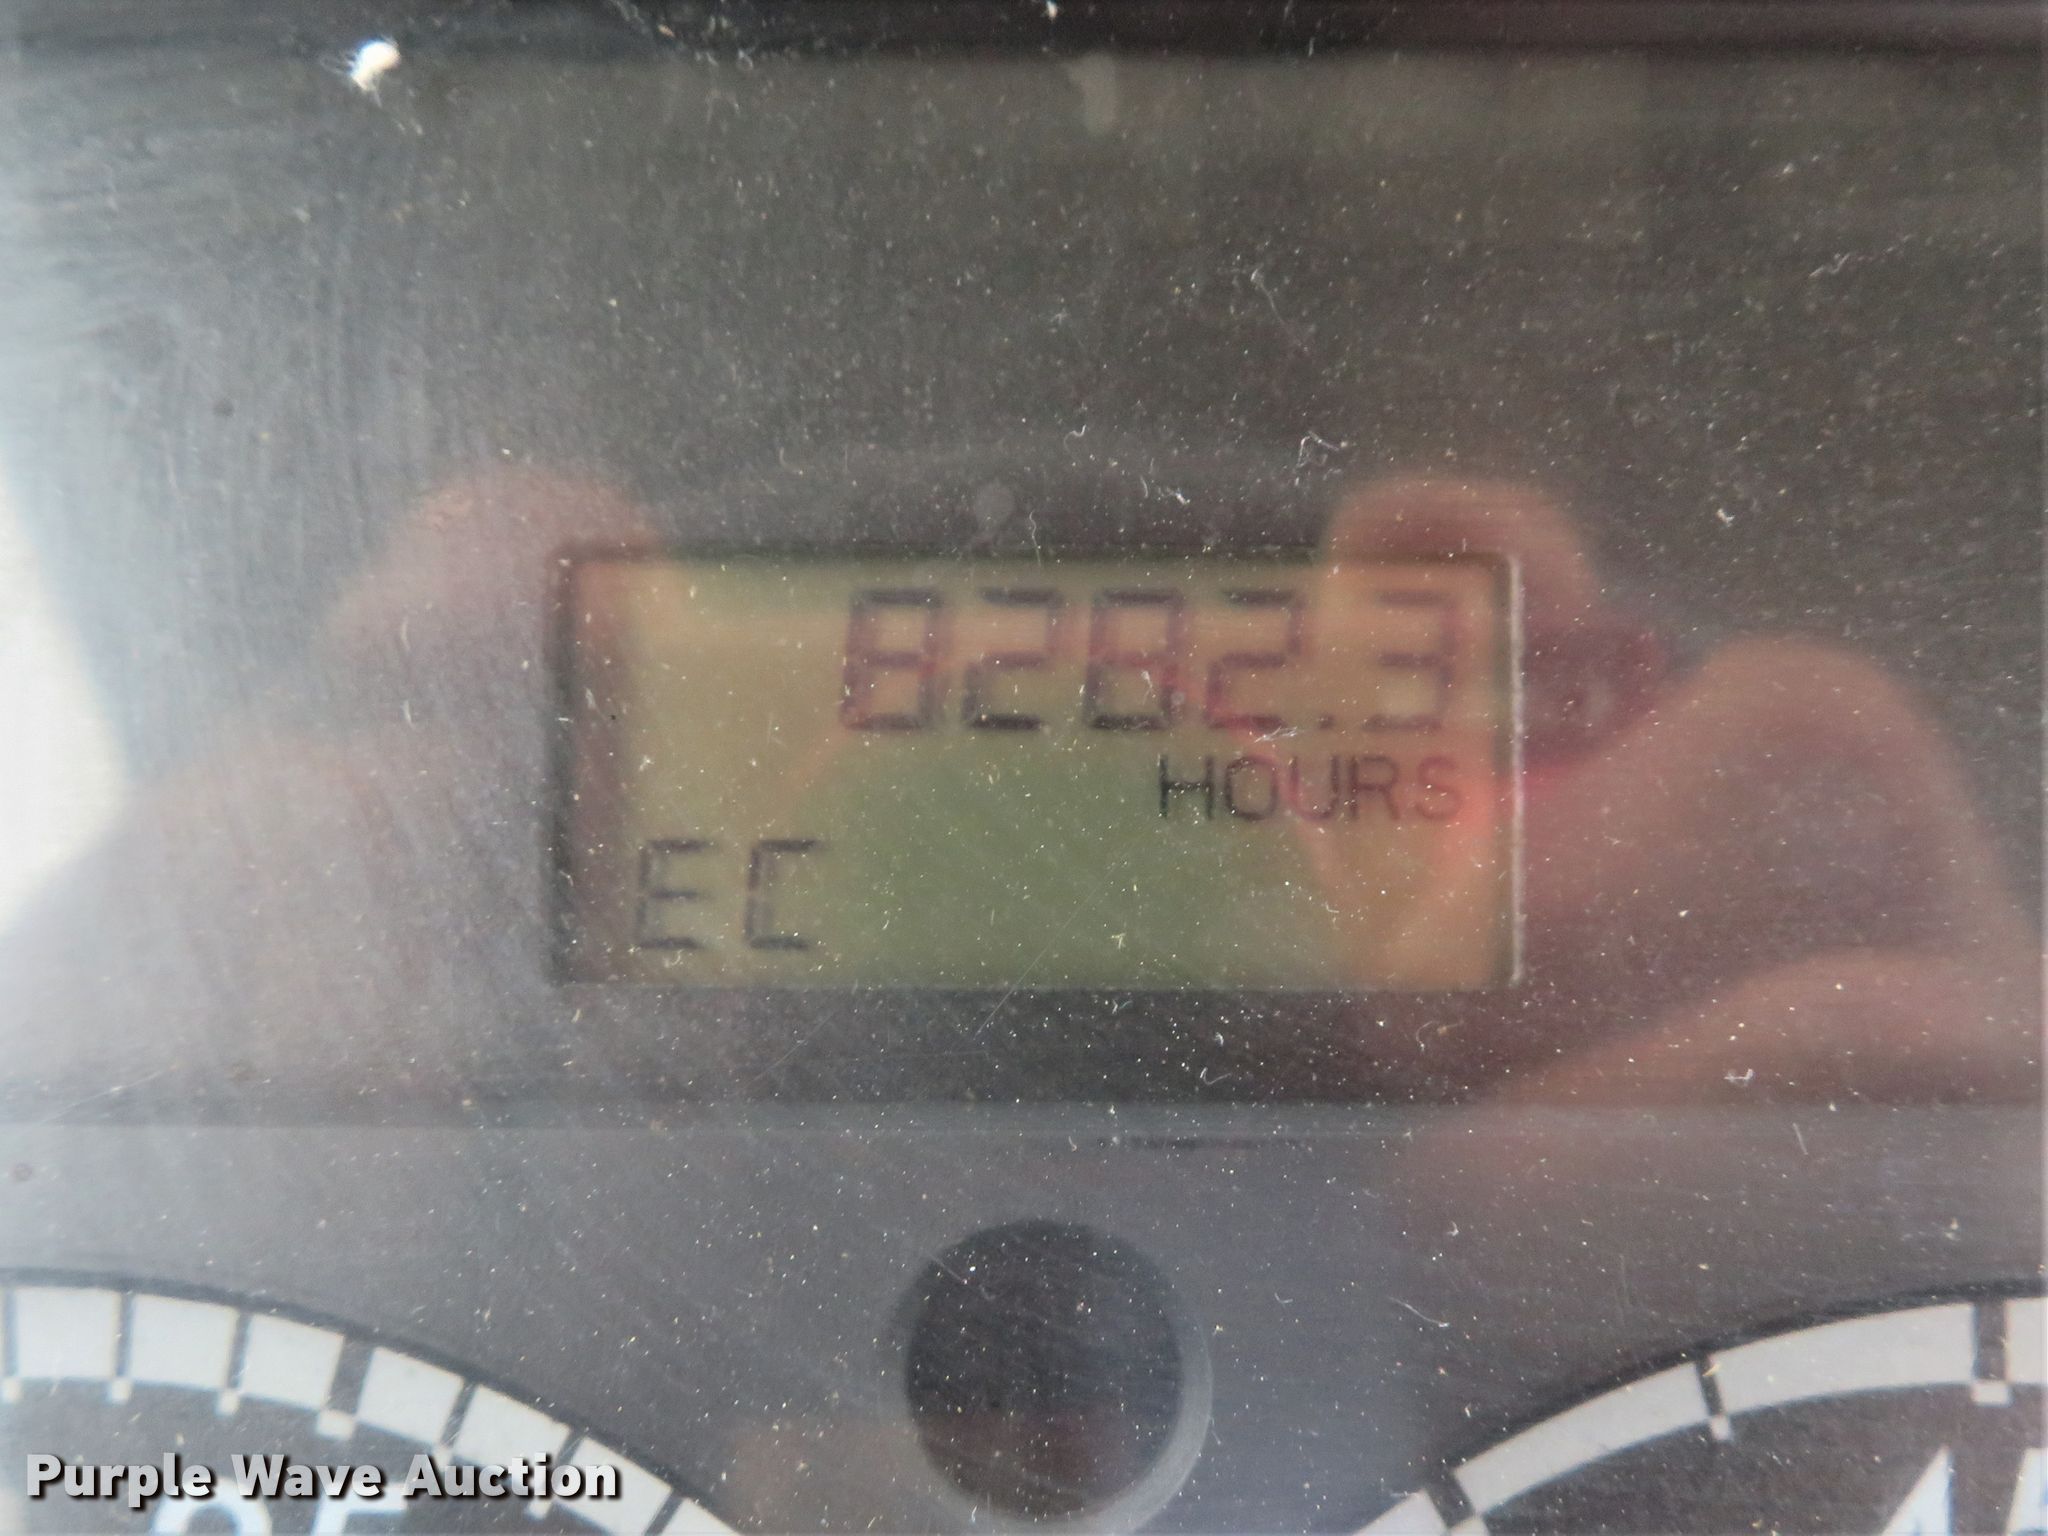 8282.3
HOURS
EC
Purple Wave Auction